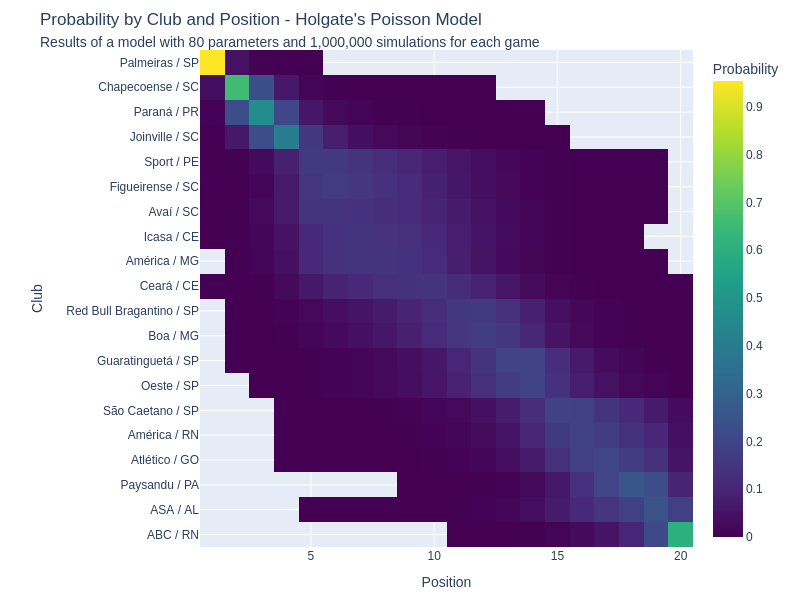 Probability by Club and Position - Holgate's Poisson Model
Results of a model with 80 parameters and 1,000,000 simulations for each game
Palmeiras / SP
Chapecoense / SC
Paraná / PR
Joinville / SC
Sport / PE
Figueirense / SC
Avaí / SC
Icasa / CE
América / MG
Ceará / CE
Red Bull Bragantino / SP
Boa / MG
Guaratinguetá / SP
Oeste / SP
São Caetano / SP
América / RN
Atlético / GO
Paysandu / PA
ASA / AL
ABC / RN
Club
5
10
15
20
Position
Probability
0.9
0.8
0.7
0.6
0.5
0.4
0.3
0.2
0.1
0